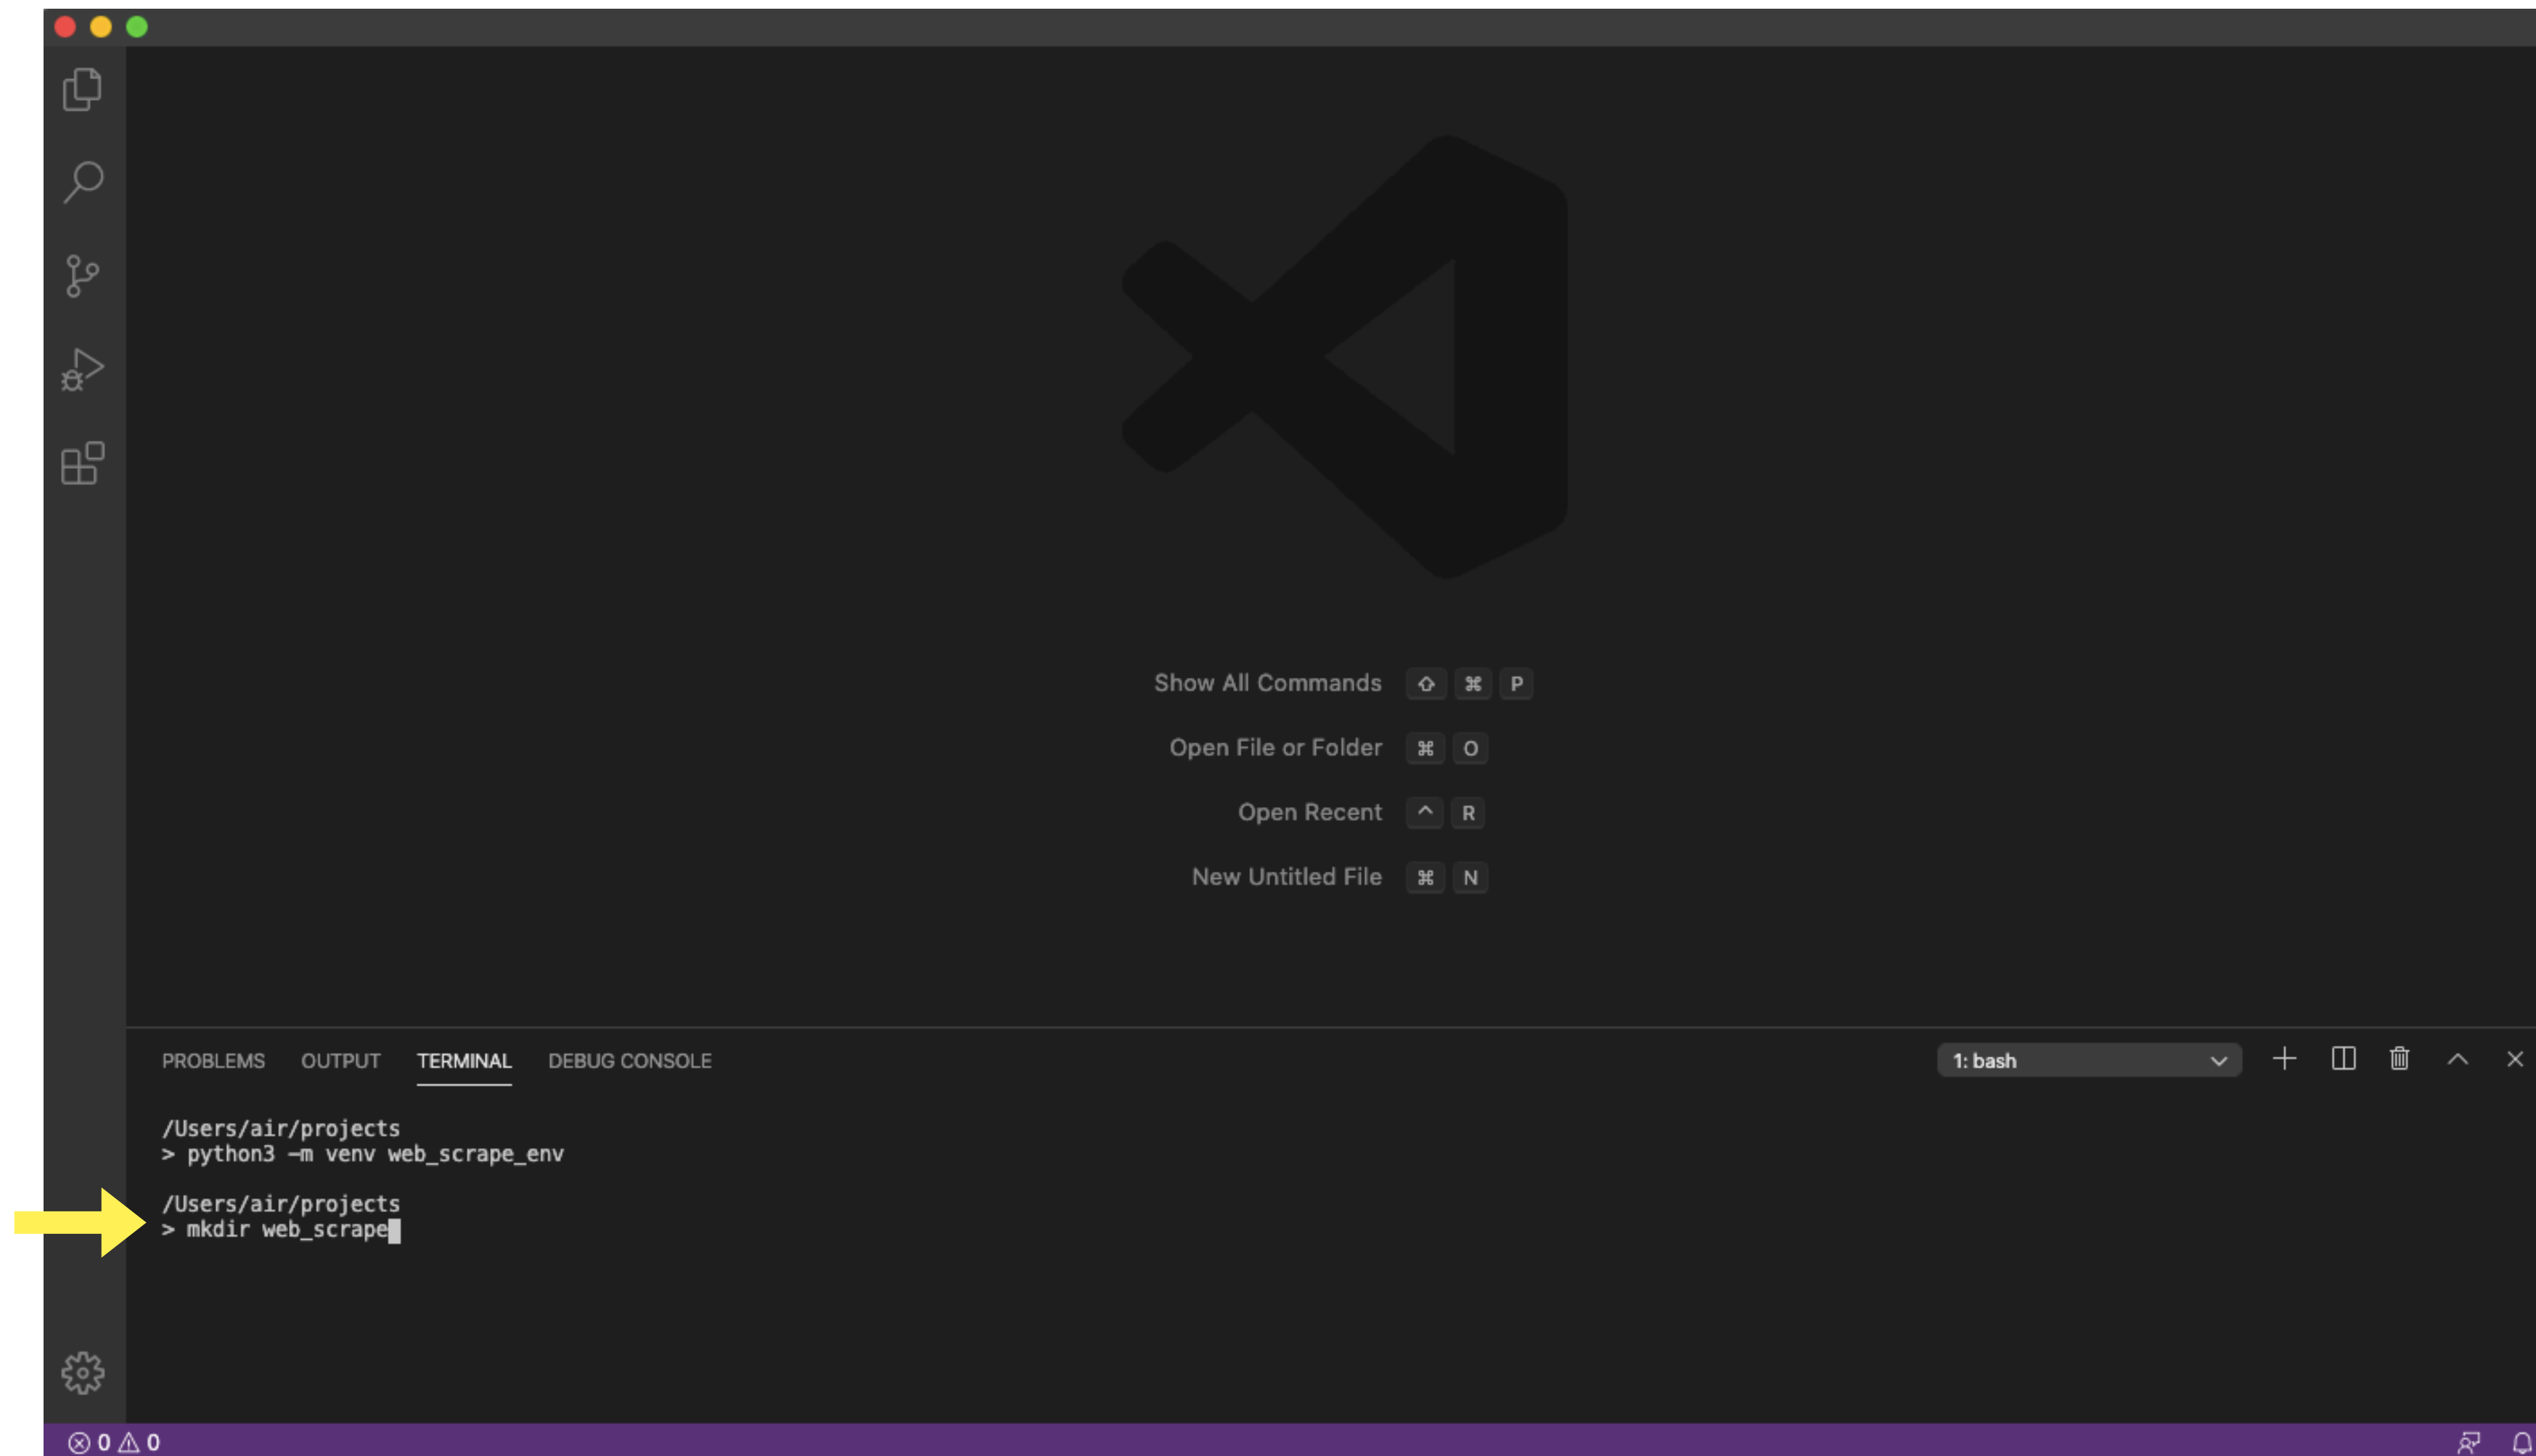 Show All Commands ⇧ ⌘ P
Open File or Folder ⌘ O
Open Recent ^ R
New Untitled File ⌘ N
PROBLEMS OUTPUT TERMINAL DEBUG CONSOLE 1: bash
/Users/air/projects
> python3 -m venv web_scrape_env
/Users/air/projects
> mkdir web_scrape
0 0